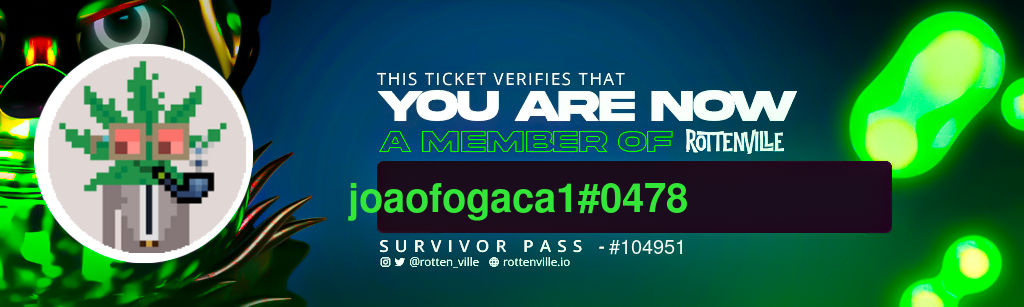 THIS TICKET VERIFIES THAT
YOU ARE NOW
A MEMBER OF ROTTENVILLE
joaofogaca1#0478
SURVIVOR PASS - #104951
@rotten_ville rottenville.io